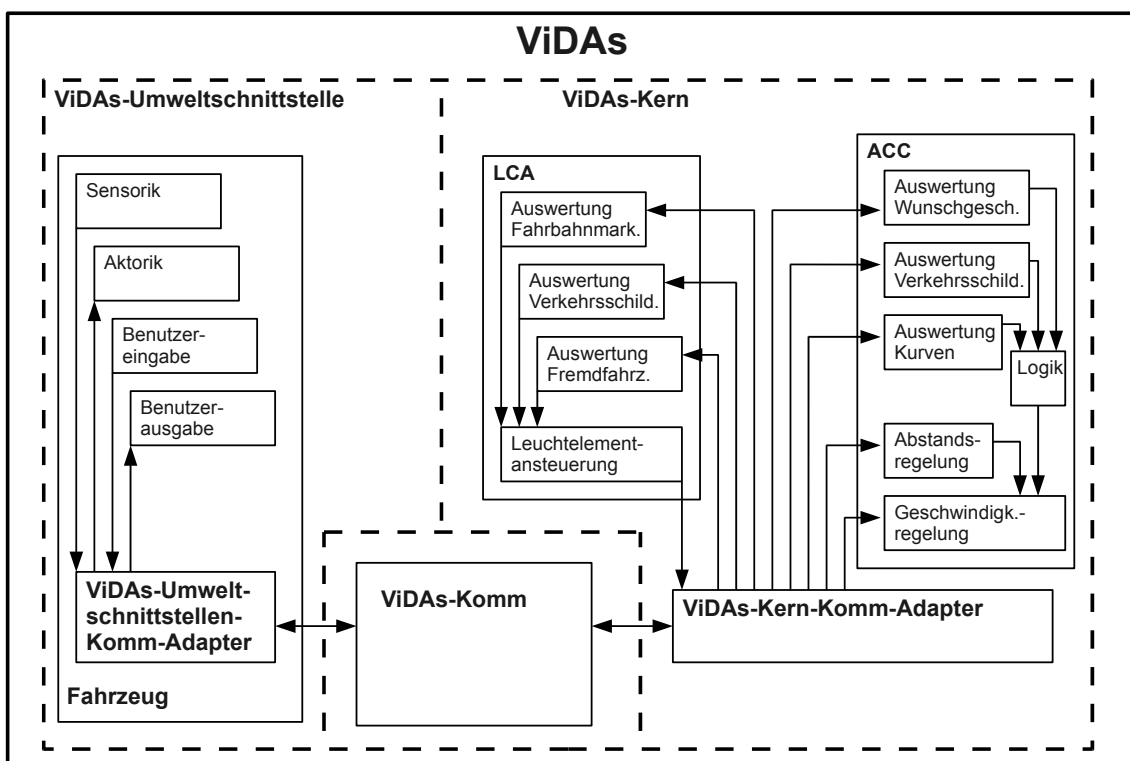 ViDAs
ViDAs-Umweltschnittstelle
Sensorik
Aktorik
Benutzer-
eingabe
Benutzer-
ausgabe
ViDAs-Umwelt-
schnittstellen-
Komm-Adapter
Fahrzeug
ViDAs-Komm
ViDAs-Kern
LCA
Auswertung
Fahrbahnmark.
Auswertung
Verkehrsschild.
Auswertung
Fremdfahrz.
Leuchtelement-
ansteuerung
ACC
Auswertung
Wunschgesch.
Auswertung
Verkehrsschild.
Auswertung
Kurven
Logik
Abstands-
regelung
Geschwindigk.-
regelung
ViDAs-Kern-Komm-Adapter